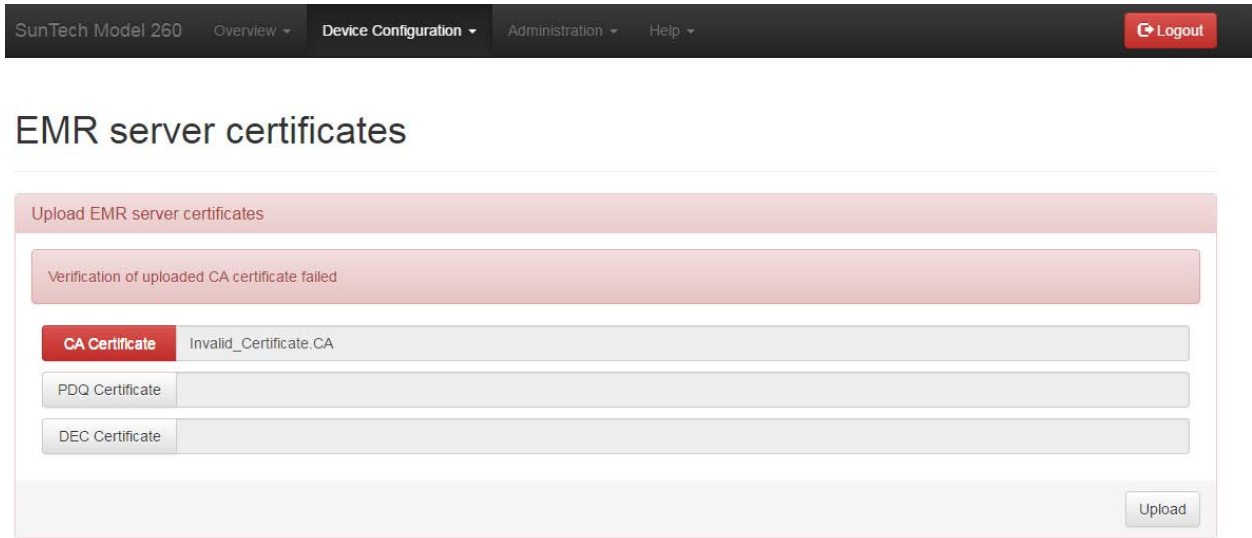 SunTech Model 260 Overview Device Configuration Administration Help Logout
EMR server certificates
Upload EMR server certificates
Verification of uploaded CA certificate failed
CA Certificate Invalid_Certificate.CA
PDQ Certificate
DEC Certificate
Upload